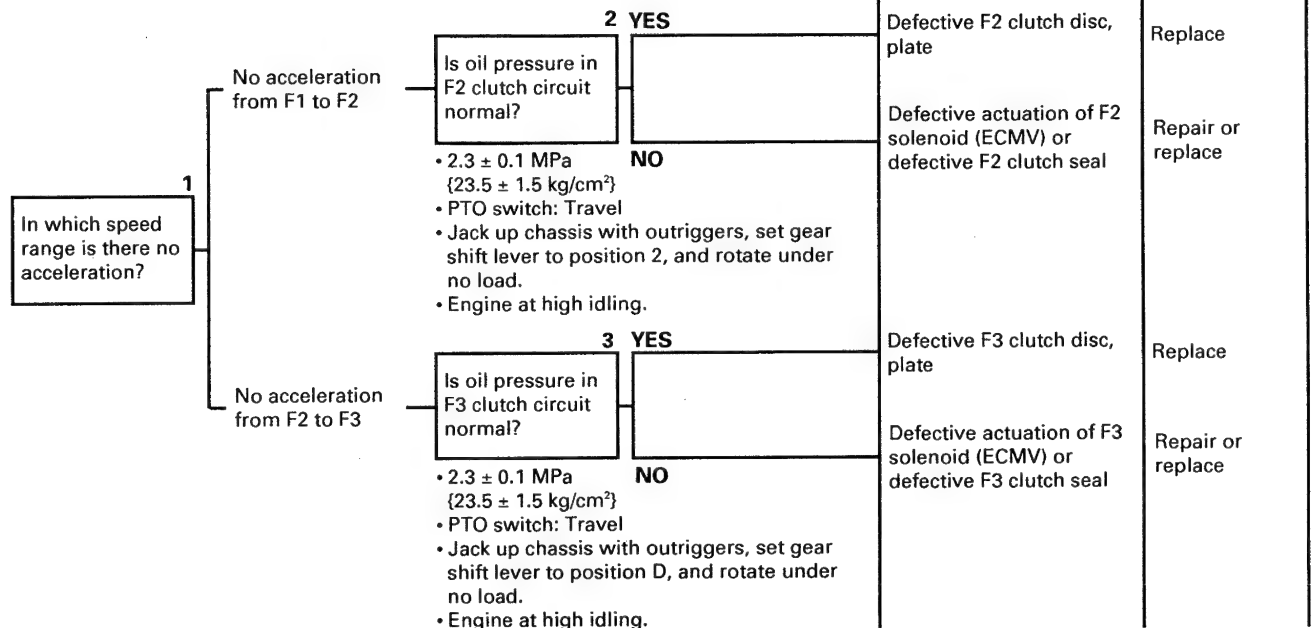 1
In which speed
range is there no
acceleration?
No acceleration
from F1 to F2
2 YES
Is oil pressure in
F2 clutch circuit
normal?
NO
• 2.3 ± 0.1 MPa
{23.5 ± 1.5 kg/cm²}
• PTO switch: Travel
• Jack up chassis with outriggers, set gear
shift lever to position 2, and rotate under
no load.
• Engine at high idling.
Defective F2 clutch disc,
plate
Replace
Defective actuation of F2
solenoid (ECMV) or
defective F2 clutch seal
Repair or
replace
No acceleration
from F2 to F3
3 YES
Is oil pressure in
F3 clutch circuit
normal?
NO
• 2.3 ± 0.1 MPa
{23.5 ± 1.5 kg/cm²}
• PTO switch: Travel
• Jack up chassis with outriggers, set gear
shift lever to position D, and rotate under
no load.
• Engine at high idling.
Defective F3 clutch disc,
plate
Replace
Defective actuation of F3
solenoid (ECMV) or
defective F3 clutch seal
Repair or
replace